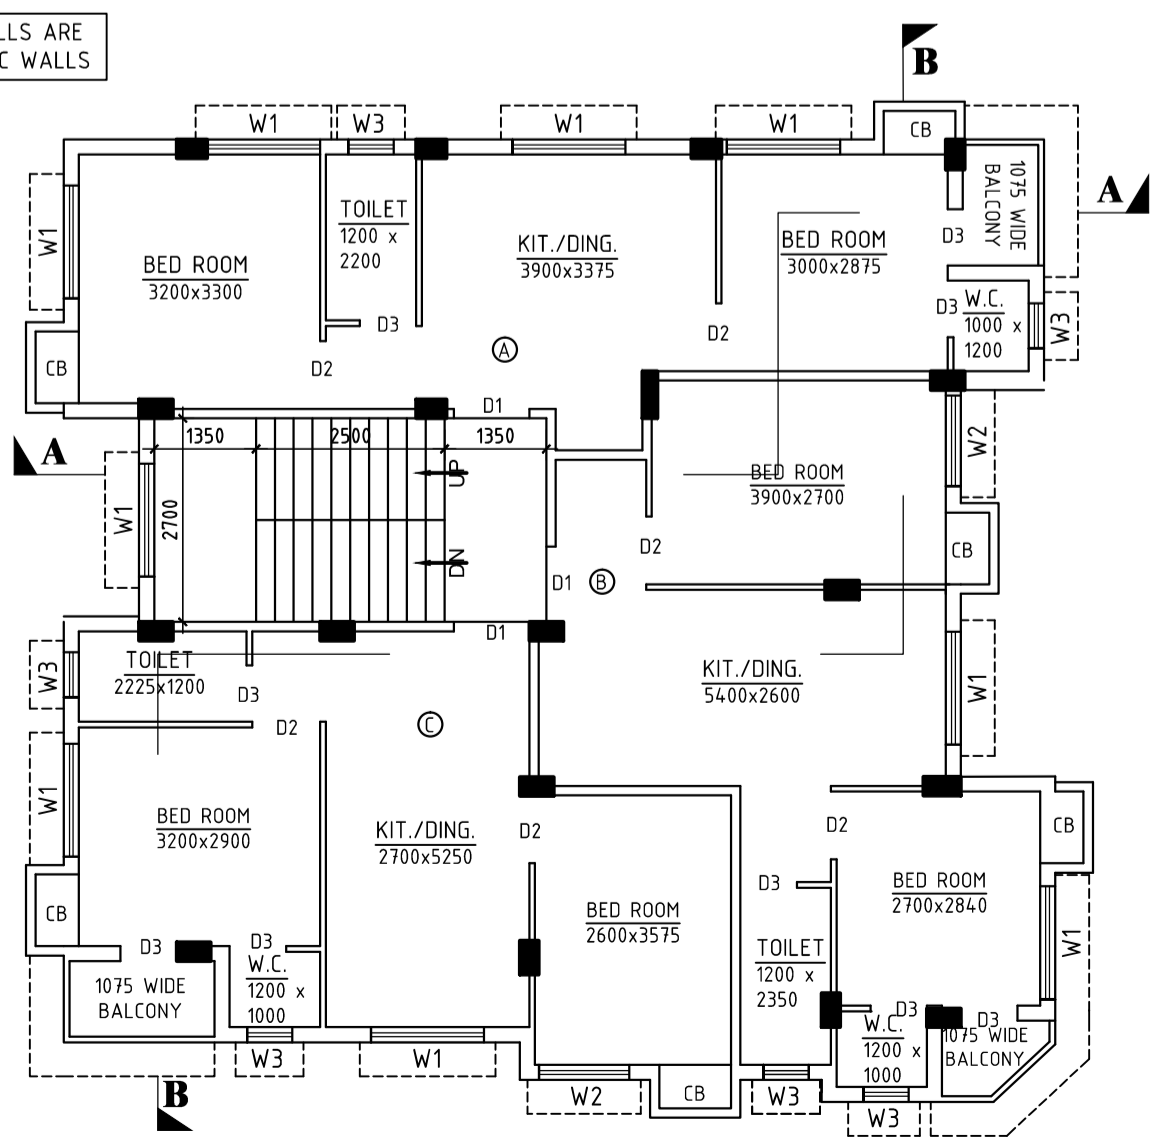 LLS ARE
C WALLS
B
W1
W3
W1
W1
CB
1075 WIDE
BALCONY
A
W1
TOILET
1200 x
2200
BED ROOM
3200x3300
KIT./DING.
3900x3375
BED ROOM
3000x2875
D3
D3
W.C.
1000 x
1200
W3
D3
D2
D2
A
CB
D1
1350
2500
1350
A
W2
UP
BED ROOM
3900x2700
W1
2700
D2
CB
DN
D1
B
D1
W3
TOILET
2225x1200
D3
KIT./DING.
5400x2600
W1
D2
C
W1
BED ROOM
3200x2900
KIT./DING.
2700x5250
D2
D2
CB
BED ROOM
2700x2840
D3
CB
BED ROOM
2600x3575
W1
D3
D3
TOILET
1200 x
2350
W.C.
1200 x
1000
1075 WIDE
BALCONY
D3
D3
W.C.
1200 x
1000
1075 WIDE
BALCONY
W3
W1
W2
CB
W3
W3
B